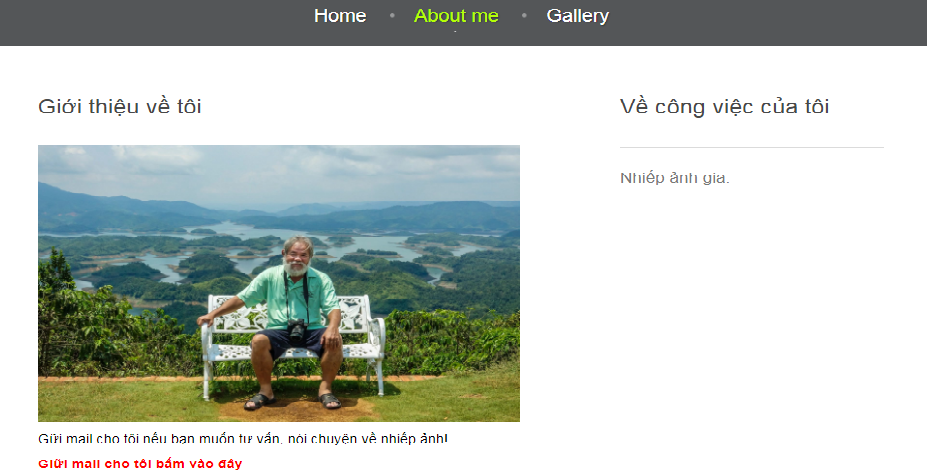 Home • About me • Gallery
Giới thiệu về tôi
Gửi mail cho tôi nếu bạn muốn tư vấn, nói chuyện về nhiếp ảnh!
Gửi mail cho tôi bấm vào đây
Về công việc của tôi
Nhiếp ảnh gia.